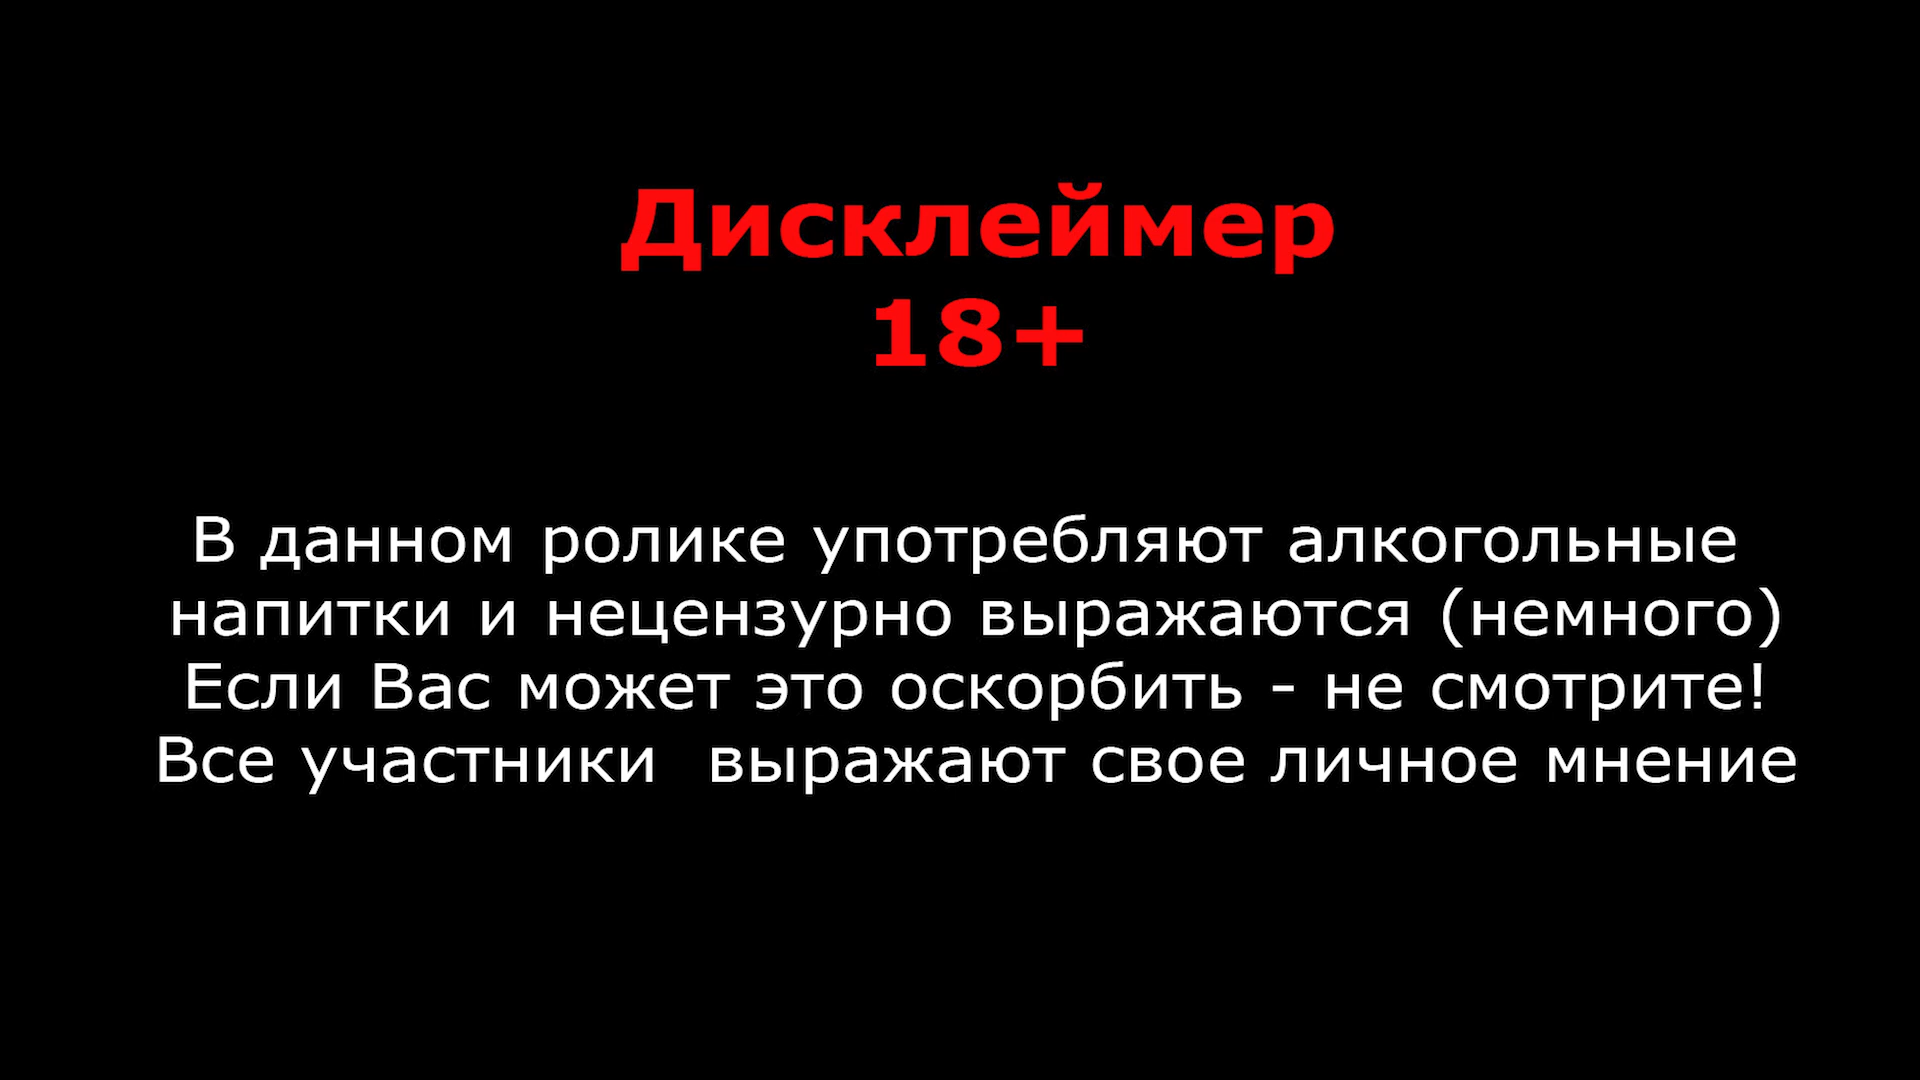 Дисклеймер
18+
В данном ролике употребляют алкогольные
напитки и нецензурно выражаются (немного)
Если Вас может это оскорбить - не смотрите!
Все участники  выражают свое личное мнение